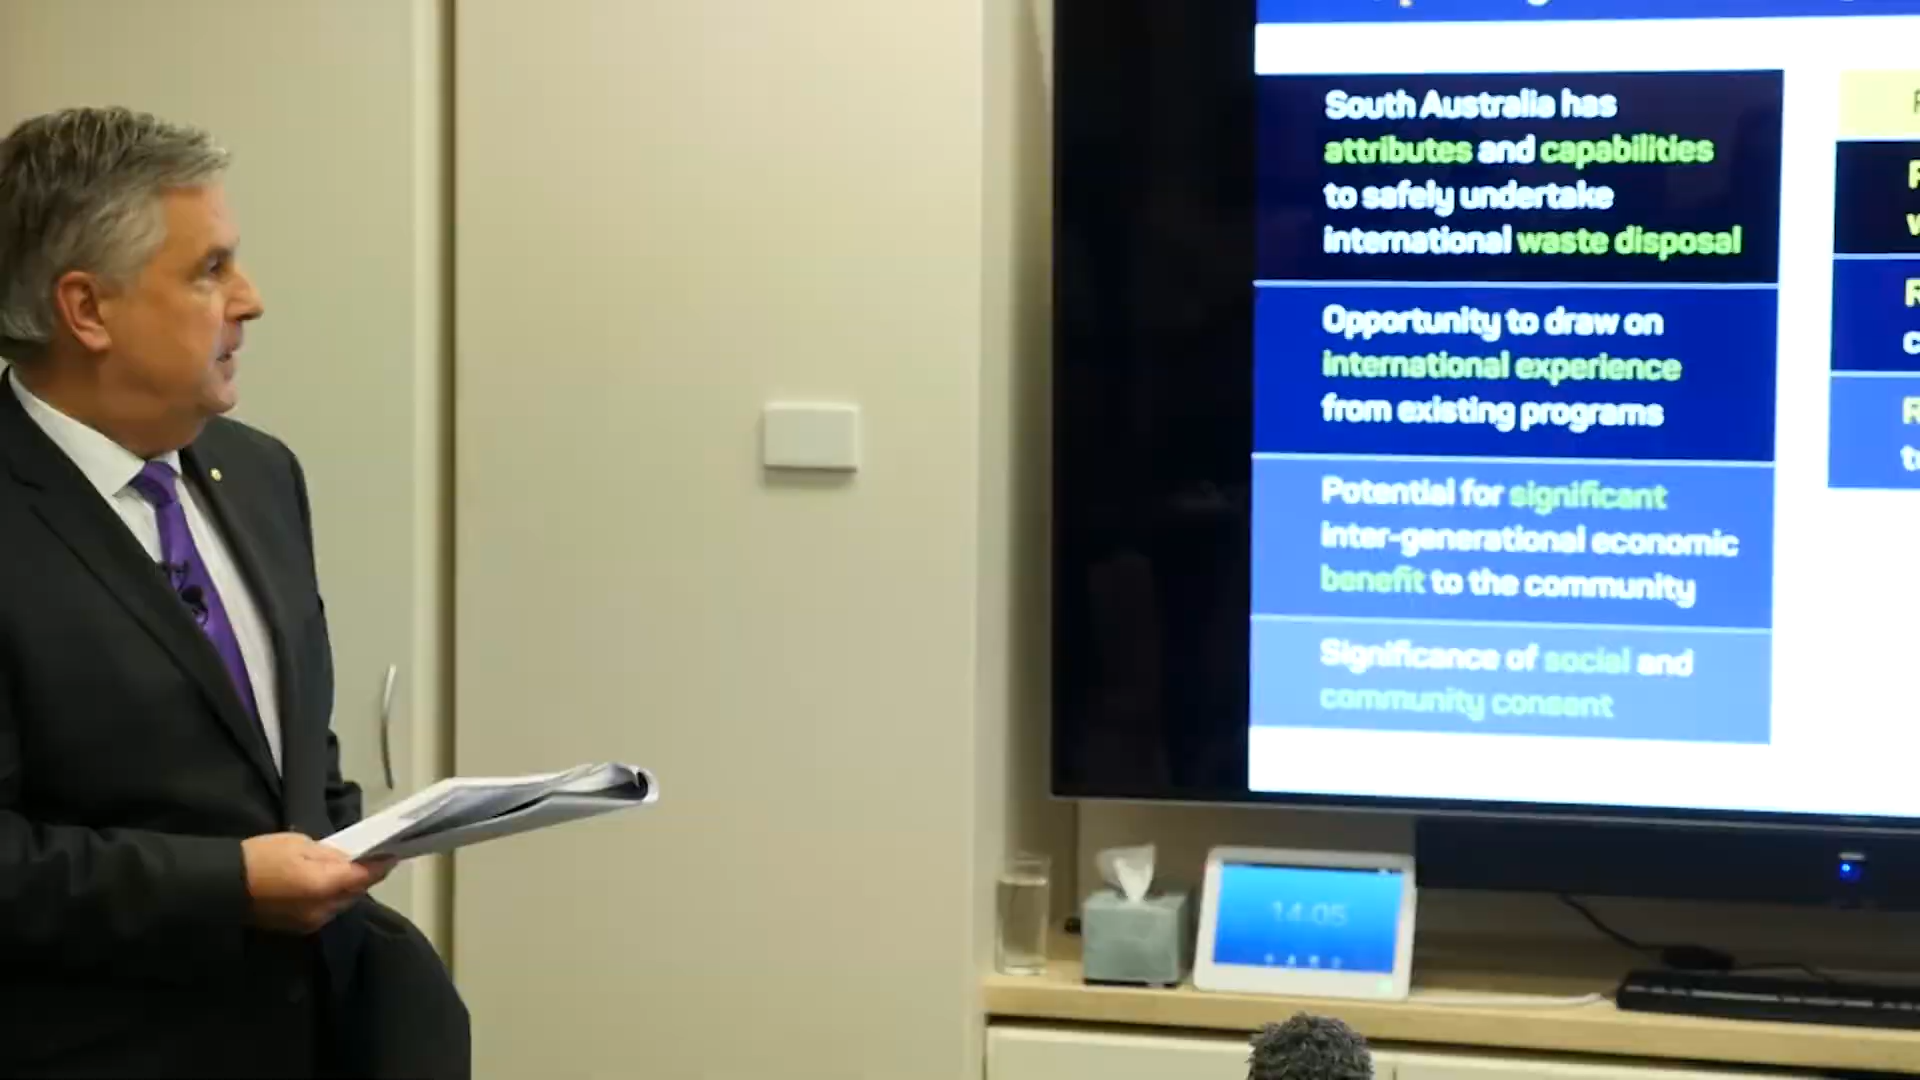 South Australia has
attributes and capabilities
to safely undertake
international waste disposal
Opportunity to draw on
international experience
from existing programs
Potential for significant
inter-generational economic
benefit to the community
Significance of social and
community consent
14:05